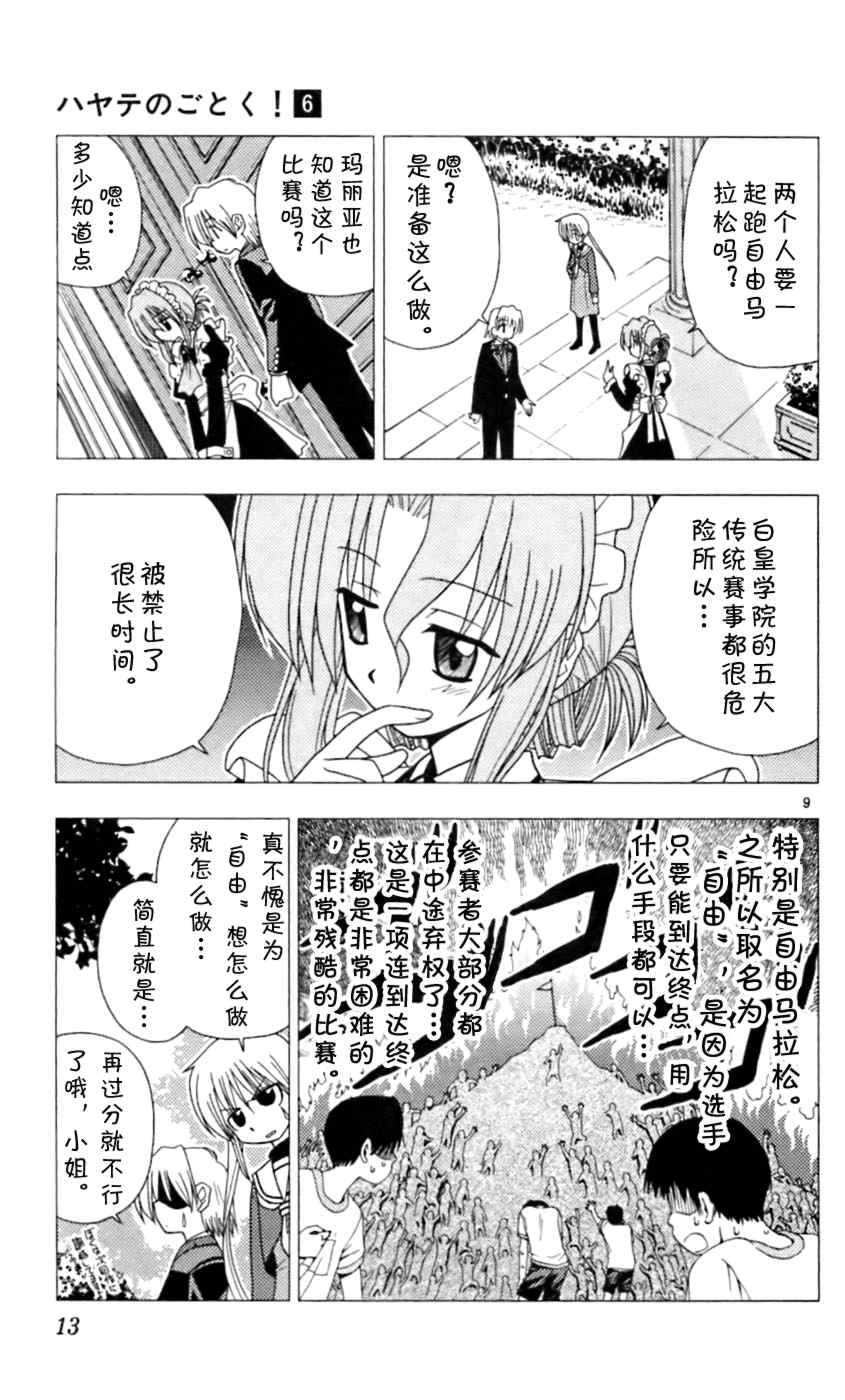 ハヤテのごとく！ 6
两个人要一
起跑自由马
拉松吗？
嗯？
是准备这么做。
玛丽亚也
知道这个
比赛吗？
嗯…
多少知道点
白皇学院的五大
传统赛事都很危
险所以…
被禁止了
很长时间。
9
特别是自由马拉松。
之所以取名为
“自由”，是因为选手
只要能到达终点，用
什么手段都可以…
参赛者大部分都
在中途弃权了…
这是一项连到达终
点都是非常困难的
，非常残酷的比赛。
真不愧是为
“自由”想怎么做
就怎么做…
简直就是…
再过分就不行
了哦，小姐。
13